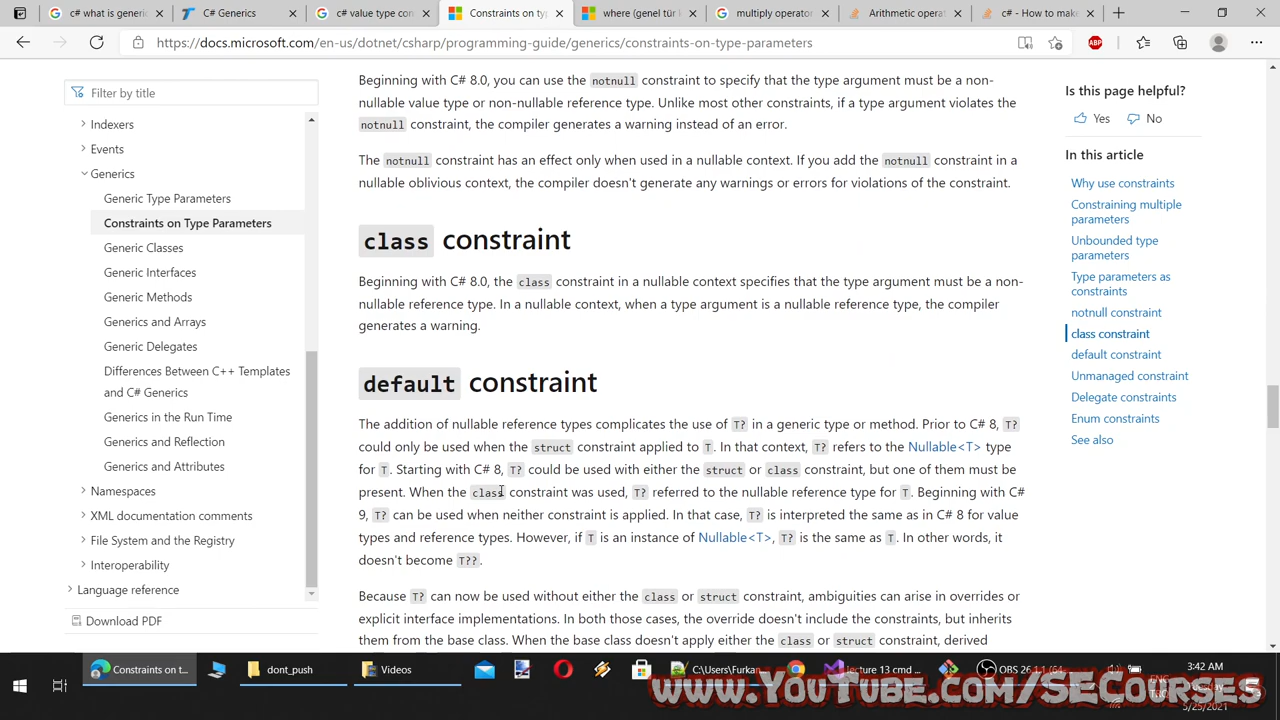 c# what is generic
C# Generics
c# value type con
Constraints on typ
where (genel tür k
multiply operator
Arithmetic operat
c# - How to make
https://docs.microsoft.com/en-us/dotnet/csharp/programming-guide/generics/constraints-on-type-parameters
ABP
Filter by title
Indexers
Events
Generics
Generic Type Parameters
Constraints on Type Parameters
Generic Classes
Generic Interfaces
Generic Methods
Generics and Arrays
Generic Delegates
Differences Between C++ Templates
and C# Generics
Generics in the Run Time
Generics and Reflection
Generics and Attributes
Namespaces
XML documentation comments
File System and the Registry
Interoperability
Language reference
Download PDF
Beginning with C# 8.0, you can use the notnull constraint to specify that the type argument must be a non-
nullable value type or non-nullable reference type. Unlike most other constraints, if a type argument violates the
notnull constraint, the compiler generates a warning instead of an error.
The notnull constraint has an effect only when used in a nullable context. If you add the notnull constraint in a
nullable oblivious context, the compiler doesn't generate any warnings or errors for violations of the constraint.
class constraint
Beginning with C# 8.0, the class constraint in a nullable context specifies that the type argument must be a non-
nullable reference type. In a nullable context, when a type argument is a nullable reference type, the compiler
generates a warning.
default constraint
The addition of nullable reference types complicates the use of T? in a generic type or method. Prior to C# 8, T?
could only be used when the struct constraint applied to T. In that context, T? refers to the Nullable<T> type
for T. Starting with C# 8, T? could be used with either the struct or class constraint, but one of them must be
present. When the class constraint was used, T? referred to the nullable reference type for T. Beginning with C#
9, T? can be used when neither constraint is applied. In that case, T? is interpreted the same as in C# 8 for value
types and reference types. However, if T is an instance of Nullable<T>, T? is the same as T. In other words, it
doesn't become T??.
Because T? can now be used without either the class or struct constraint, ambiguities can arise in overrides or
explicit interface implementations. In both those cases, the override doesn't include the constraints, but inherits
them from the base class. When the base class doesn't apply either the class or struct constraint, derived
Is this page helpful?
Yes No
In this article
Why use constraints
Constraining multiple
parameters
Unbounded type
parameters
Type parameters as
constraints
notnull constraint
class constraint
default constraint
Unmanaged constraint
Delegate constraints
Enum constraints
See also
Constraints on t...
dont_push
Videos
C:\Users\Furkan...
lecture 13 cmd ...
OBS 26.1.1 (64...
ENG
3:42 AM
5/25/2021
www.YouTube.com/SECourses